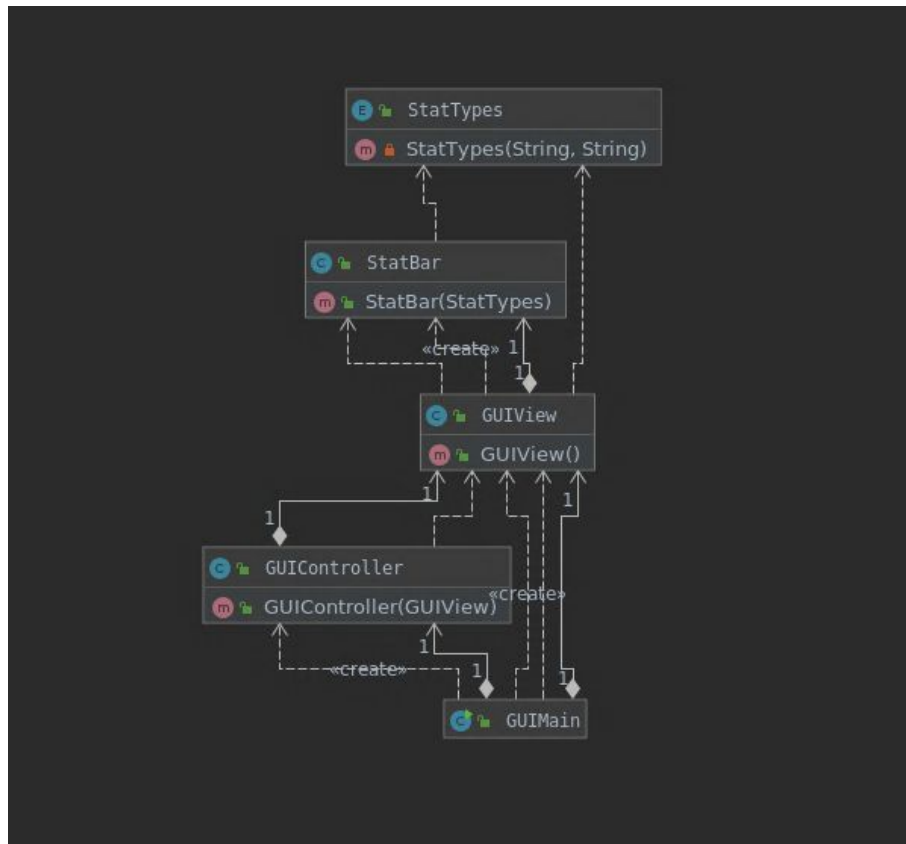 E StatTypes
m StatTypes(String, String)
C StatBar
m StatBar(StatTypes)
«create» 1
1
C GUIView
m GUIView()
1 1
1
C GUIController
m GUIController(GUIView)
«create»
1
«create» 1 1
C GUIMain